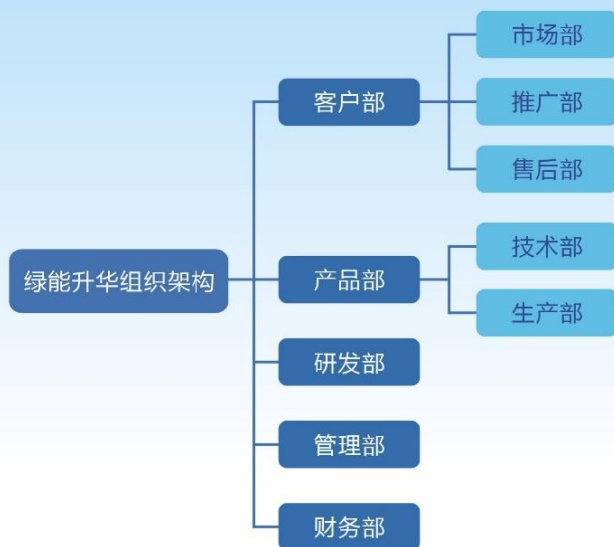 绿能升华组织架构
客户部
市场部
推广部
售后部
产品部
技术部
生产部
研发部
管理部
财务部